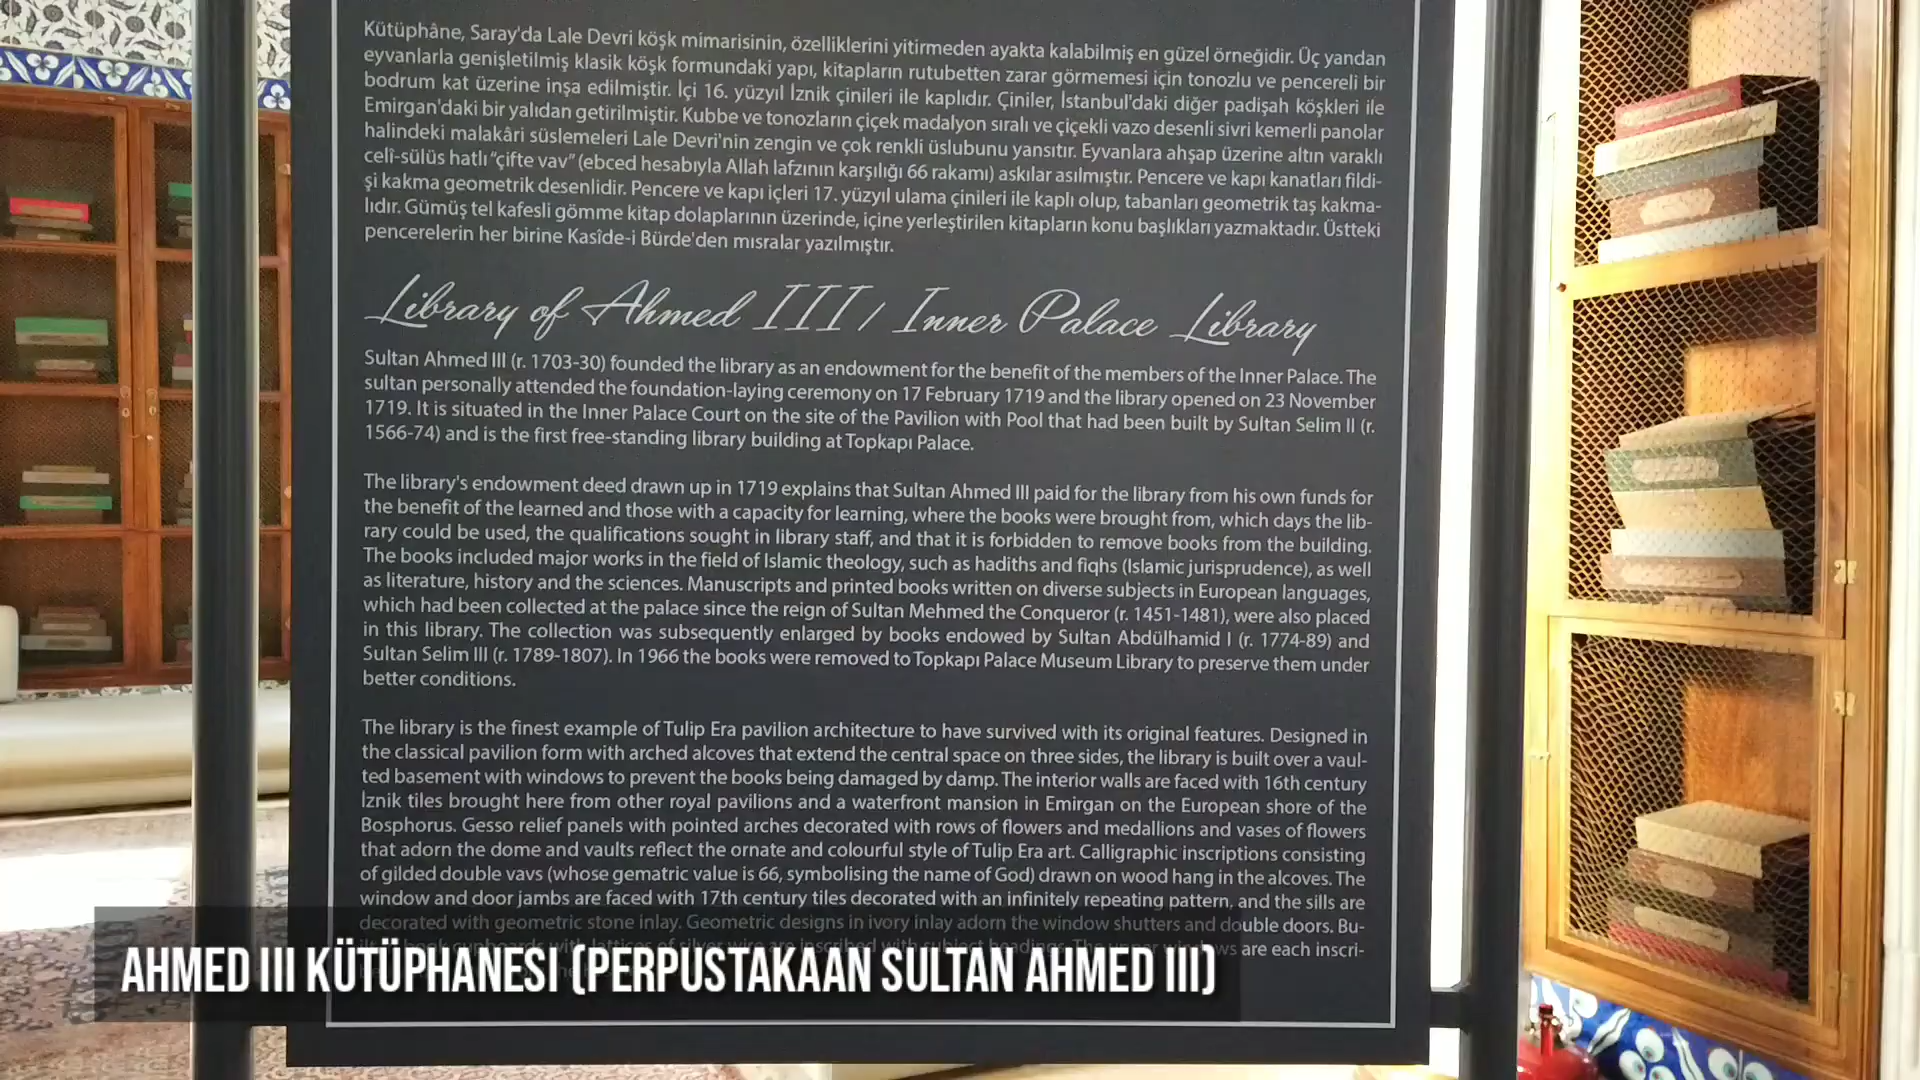 Kütüphâne, Saray'da Lale Devri köşk mimarisinin, özelliklerini yitirmeden ayakta kalabilmiş en güzel örneğidir. Üç yandan
eyvanlarla genişletilmiş klasik köşk formundaki yapı, kitapların rutubetten zarar görmemesi için tonozlu ve pencereli bir
bodrum kat üzerine inşa edilmiştir. İçi 16. yüzyıl İznik çinileri ile kaplıdır. Çiniler, İstanbul'daki diğer padişah köşkleri ile
Emirgan'daki bir yalıdan getirilmiştir. Kubbe ve tonozların çiçek madalyon sıralı ve çiçekli vazo desenli sivri kemerli panolar
halindeki malakâri süslemeleri Lale Devri'nin zengin ve çok renkli üslubunu yansıtır. Eyvanlara ahşap üzerine altın varaklı
celî-sülüs hatlı "çifte vav" (ebced hesabıyla Allah lafzının karşılığı 66 rakamı) askılar asılmıştır. Pencere ve kapı kanatları fildi-
şi kakma geometrik desenlidir. Pencere ve kapı içleri 17. yüzyıl ulama çinileri ile kaplı olup, tabanları geometrik taş kakma-
lıdır. Gümüş tel kafesli gömme kitap dolaplarının üzerinde, içine yerleştirilen kitapların konu başlıkları yazmaktadır. Üstteki
pencerelerin her birine Kasîde-i Bürde'den mısralar yazılmıştır.
Library of Ahmed III / Inner Palace Library
Sultan Ahmed III (r. 1703-30) founded the library as an endowment for the benefit of the members of the Inner Palace. The
sultan personally attended the foundation-laying ceremony on 17 February 1719 and the library opened on 23 November
1719. It is situated in the Inner Palace Court on the site of the Pavilion with Pool that had been built by Sultan Selim II (r.
1566-74) and is the first free-standing library building at Topkapı Palace.
The library's endowment deed drawn up in 1719 explains that Sultan Ahmed III paid for the library from his own funds for
the benefit of the learned and those with a capacity for learning, where the books were brought from, which days the lib-
rary could be used, the qualifications sought in library staff, and that it is forbidden to remove books from the building.
The books included major works in the field of Islamic theology, such as hadiths and fiqhs (Islamic jurisprudence), as well
as literature, history and the sciences. Manuscripts and printed books written on diverse subjects in European languages,
which had been collected at the palace since the reign of Sultan Mehmed the Conqueror (r. 1451-1481), were also placed
in this library. The collection was subsequently enlarged by books endowed by Sultan Abdülhamid I (r. 1774-89) and
Sultan Selim III (r. 1789-1807). In 1966 the books were removed to Topkapı Palace Museum Library to preserve them under
better conditions.
The library is the finest example of Tulip Era pavilion architecture to have survived with its original features. Designed in
the classical pavilion form with arched alcoves that extend the central space on three sides, the library is built over a vaul-
ted basement with windows to prevent the books being damaged by damp. The interior walls are faced with 16th century
İznik tiles brought here from other royal pavilions and a waterfront mansion in Emirgan on the European shore of the
Bosphorus. Gesso relief panels with pointed arches decorated with rows of flowers and medallions and vases of flowers
that adorn the dome and vaults reflect the ornate and colourful style of Tulip Era art. Calligraphic inscriptions consisting
of gilded double vavs (whose gematric value is 66, symbolising the name of God) drawn on wood hang in the alcoves. The
window and door jambs are faced with 17th century tiles decorated with an infinitely repeating pattern, and the sills are
decorated with geometric stone inlay. Geometric designs in ivory inlay adorn the window shutters and double doors. Bu-
book cupboards with lattices of silver wire are inscribed with subject headings. The upper windows are each inscri-
AHMED III KÜTÜPHANESI (PERPUSTAKAAN SULTAN AHMED III)